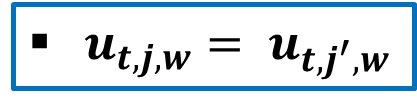 ▪ u_{t,j,w} = u_{t,j',w}